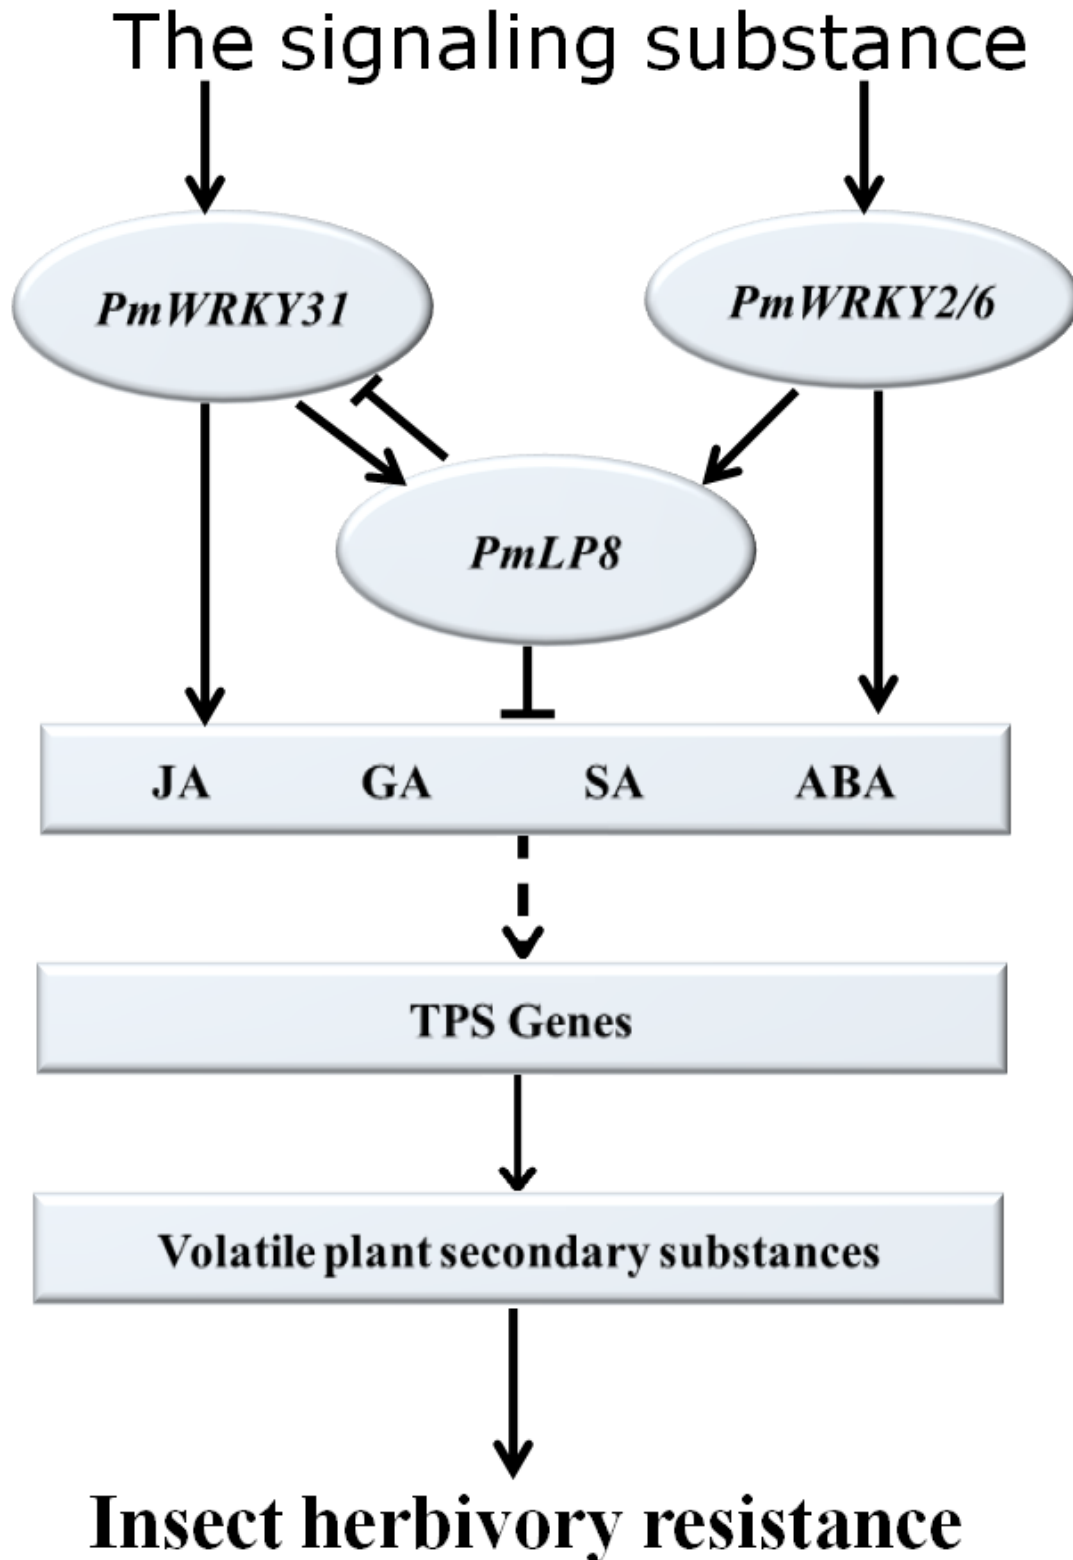 The signaling substance
PmWRKY31
PmWRKY2/6
PmLP8
JA GA SA ABA
TPS Genes
Volatile plant secondary substances
Insect herbivory resistance